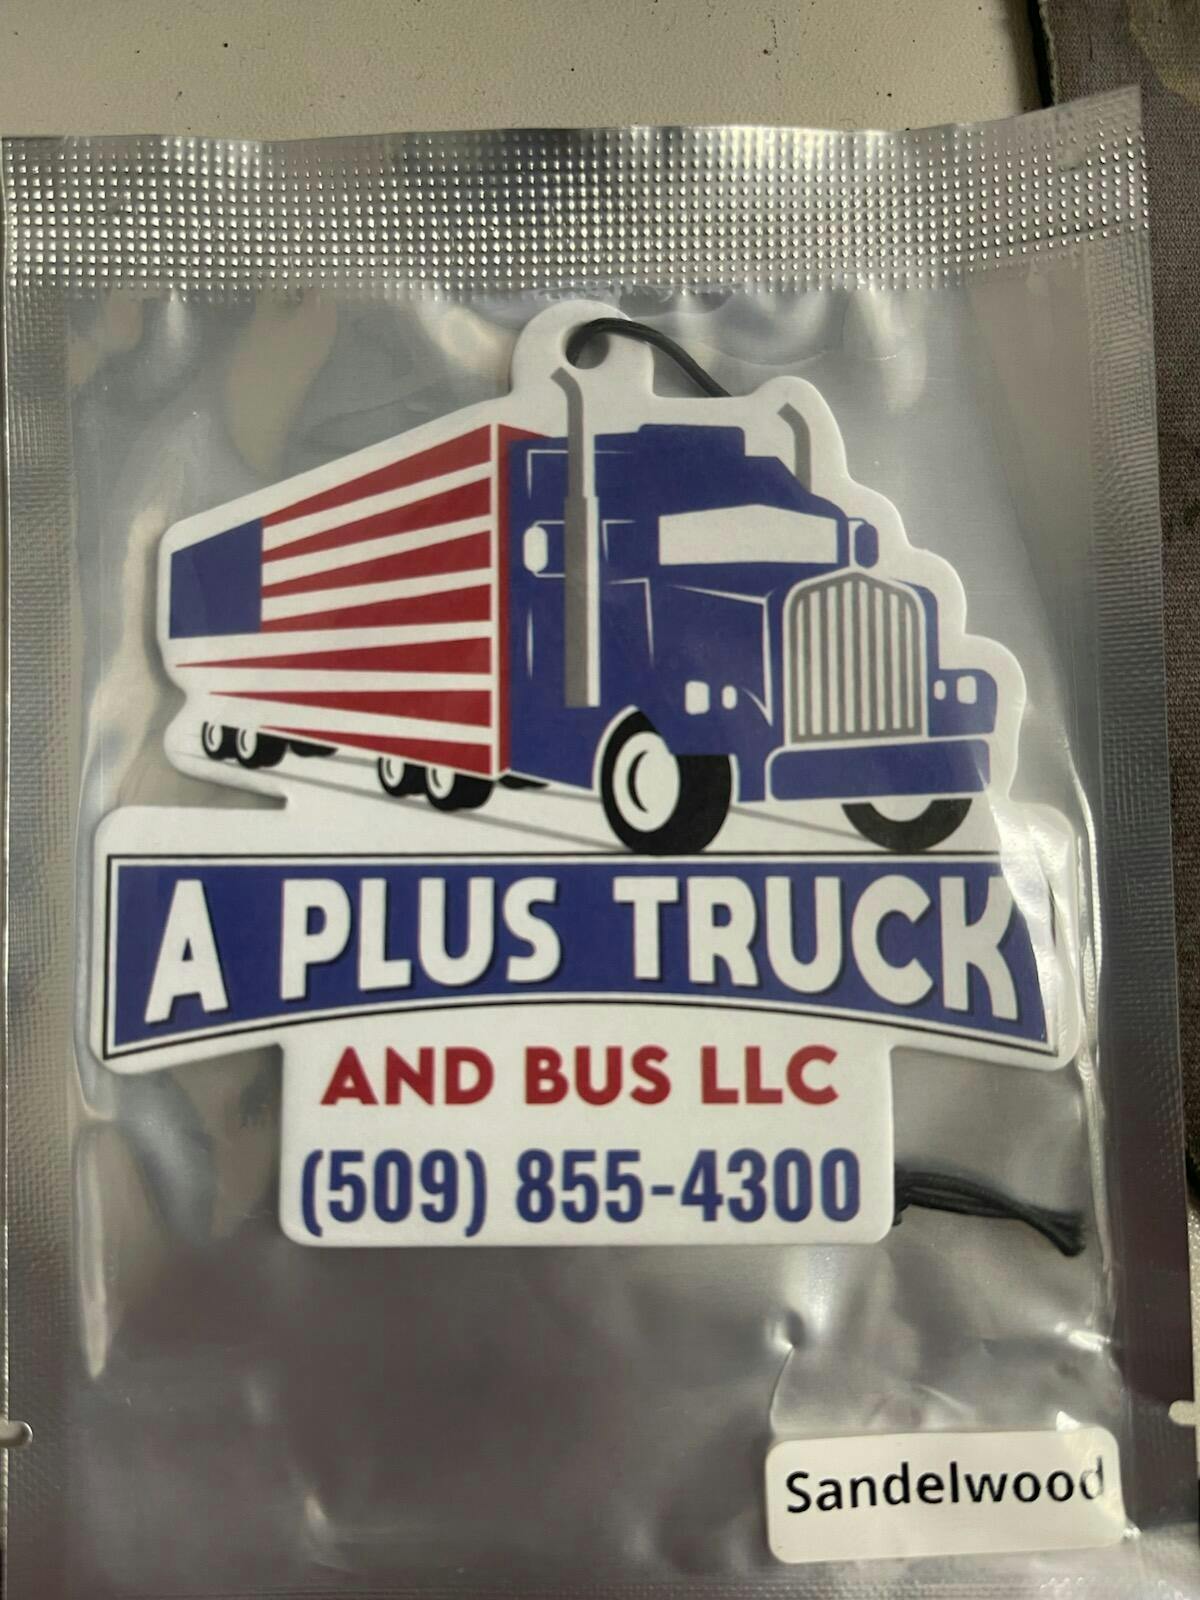 A PLUS TRUCK
AND BUS LLC
(509) 855-4300
Sandelwood